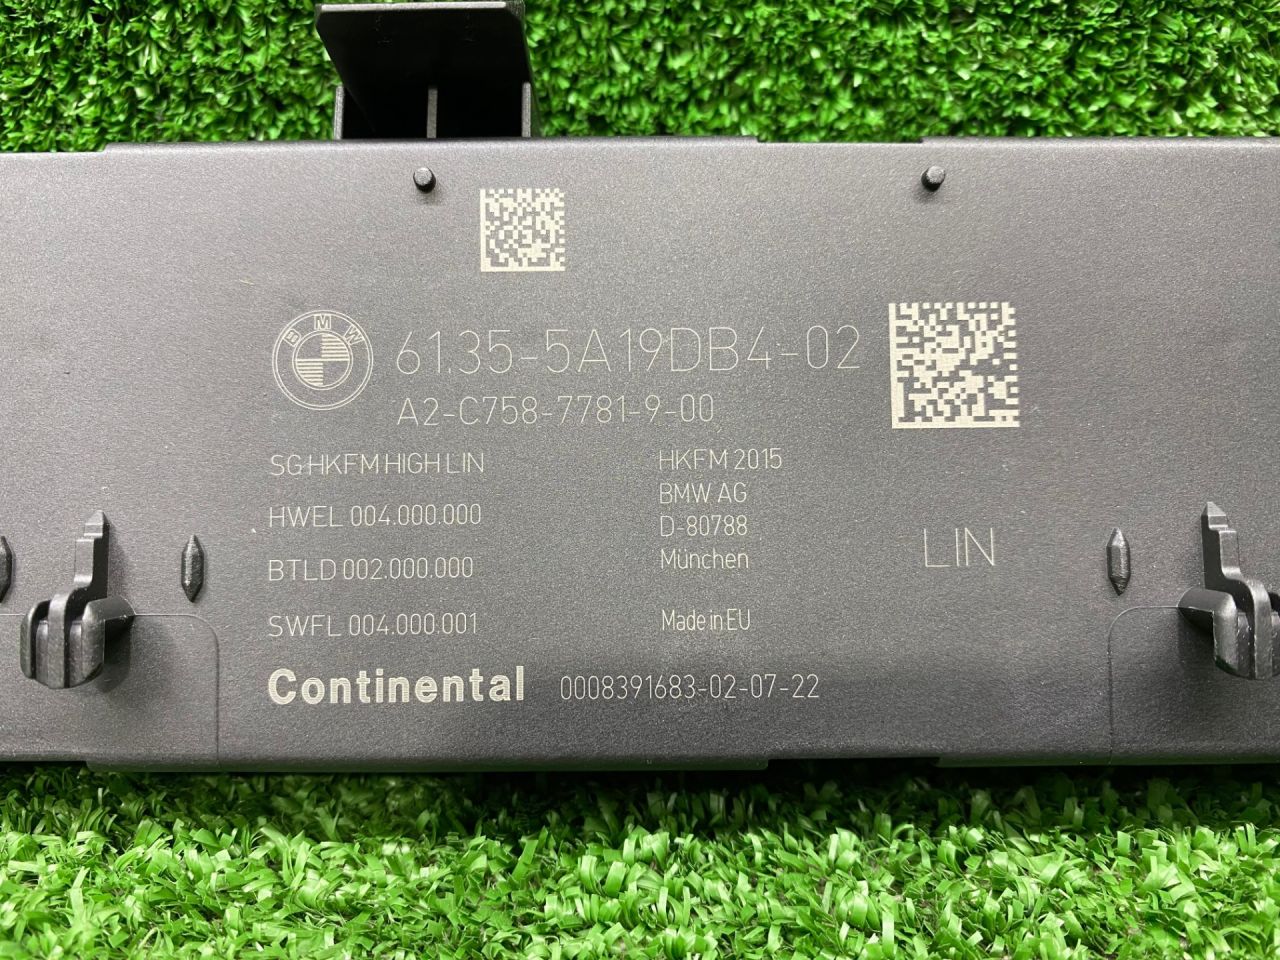 BMW
61.35-5A19DB4-02
A2-C758-7781-9-00
SG HKFM HIGH LIN
HWEL 004.000.000
BTLD 002.000.000
SWFL 004.000.001
HKFM 2015
BMW AG
D-80788
München
Made in EU
LIN
Continental 0008391683-02-07-22